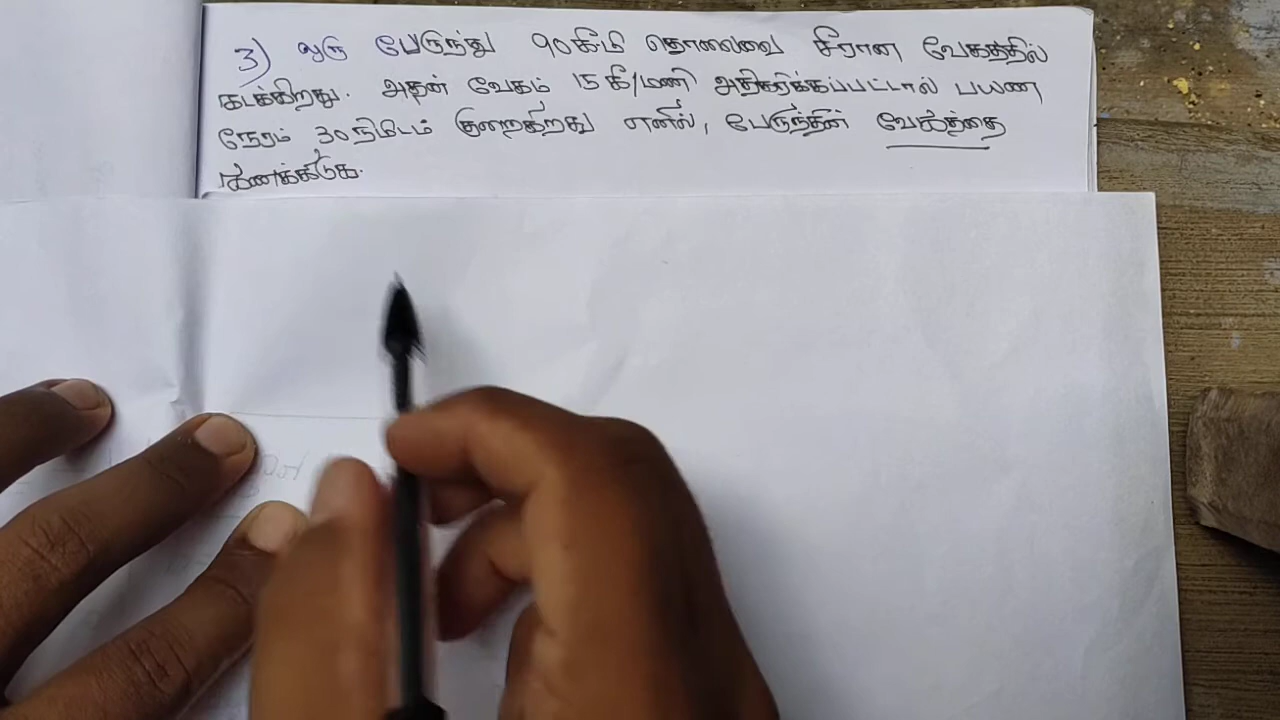 3) ஒரு பேருந்து 90 கி.மி தொலைவை சீரான வேகத்தில்
கடக்கிறது. அதன் வேகம் 15 கி/மணி அதிகரிக்கப்பட்டால் பயண
நேரம் 30 நிமிடம் குறைகிறது எனில், பேருந்தின் வேகத்தை
கணக்கிடுக.